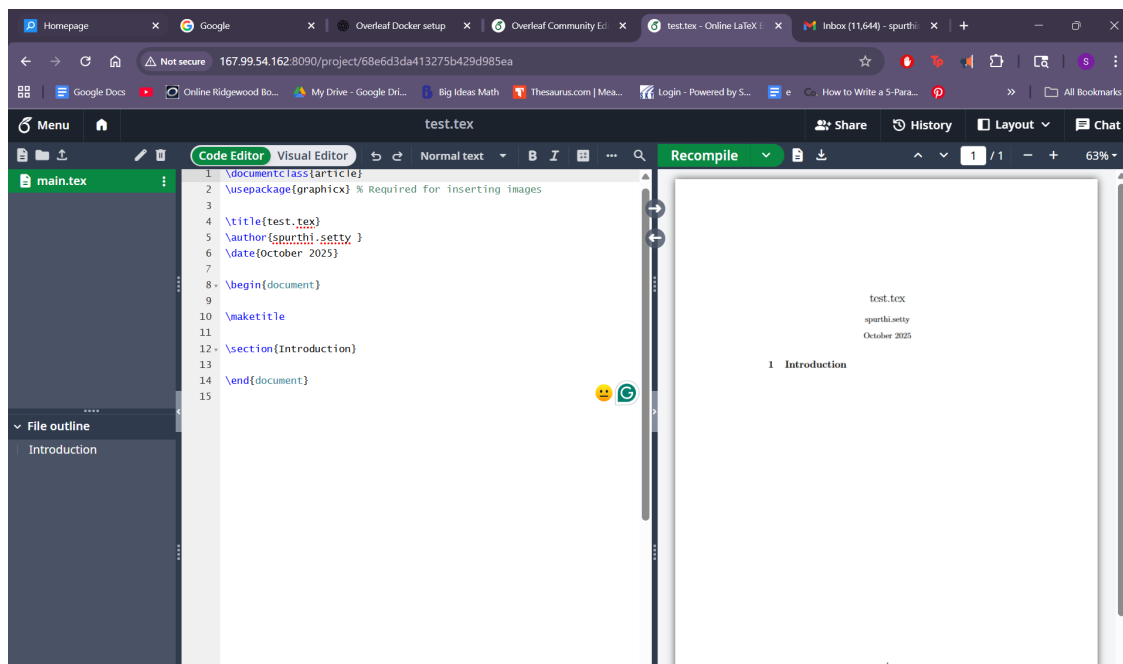 Homepage
Google
Overleaf Docker setup
Overleaf Community Edi
test.tex - Online LaTeX E
Inbox (11,644) - spurthi
Not secure 167.99.54.162:8090/project/68e6d3da413275b429d985ea
Tp
S
Google Docs
Online Ridgewood Bo...
My Drive - Google Dri...
Big Ideas Math
Thesaurus.com | Mea...
Login - Powered by S...
e
How to Write a 5-Para...
»
All Bookmarks
Menu
test.tex
Share
History
Layout
Chat
Code Editor
Visual Editor
Normal text
B I
Recompile
1 / 1
63%
main.tex
1 \documentclass{article}
2 \usepackage{graphicx} % Required for inserting images
3
4 \title{test.tex}
5 \author{spurthi.setty }
6 \date{October 2025}
7
8 \begin{document}
9
10 \maketitle
11
12 \section{Introduction}
13
14 \end{document}
15
File outline
Introduction
test.tex
spurthi.setty
October 2025
1 Introduction